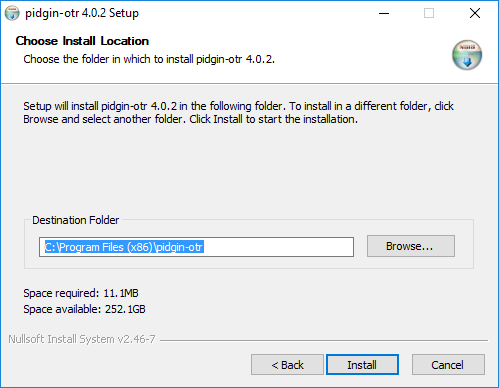 pidgin-otr 4.0.2 Setup
Choose Install Location
Choose the folder in which to install pidgin-otr 4.0.2.
Setup will install pidgin-otr 4.0.2 in the following folder. To install in a different folder, click
Browse and select another folder. Click Install to start the installation.
Destination Folder
C:\Program Files (x86)\pidgin-otr
Browse...
Space required: 11.1MB
Space available: 252.1GB
Nullsoft Install System v2.46-7
< Back
Install
Cancel